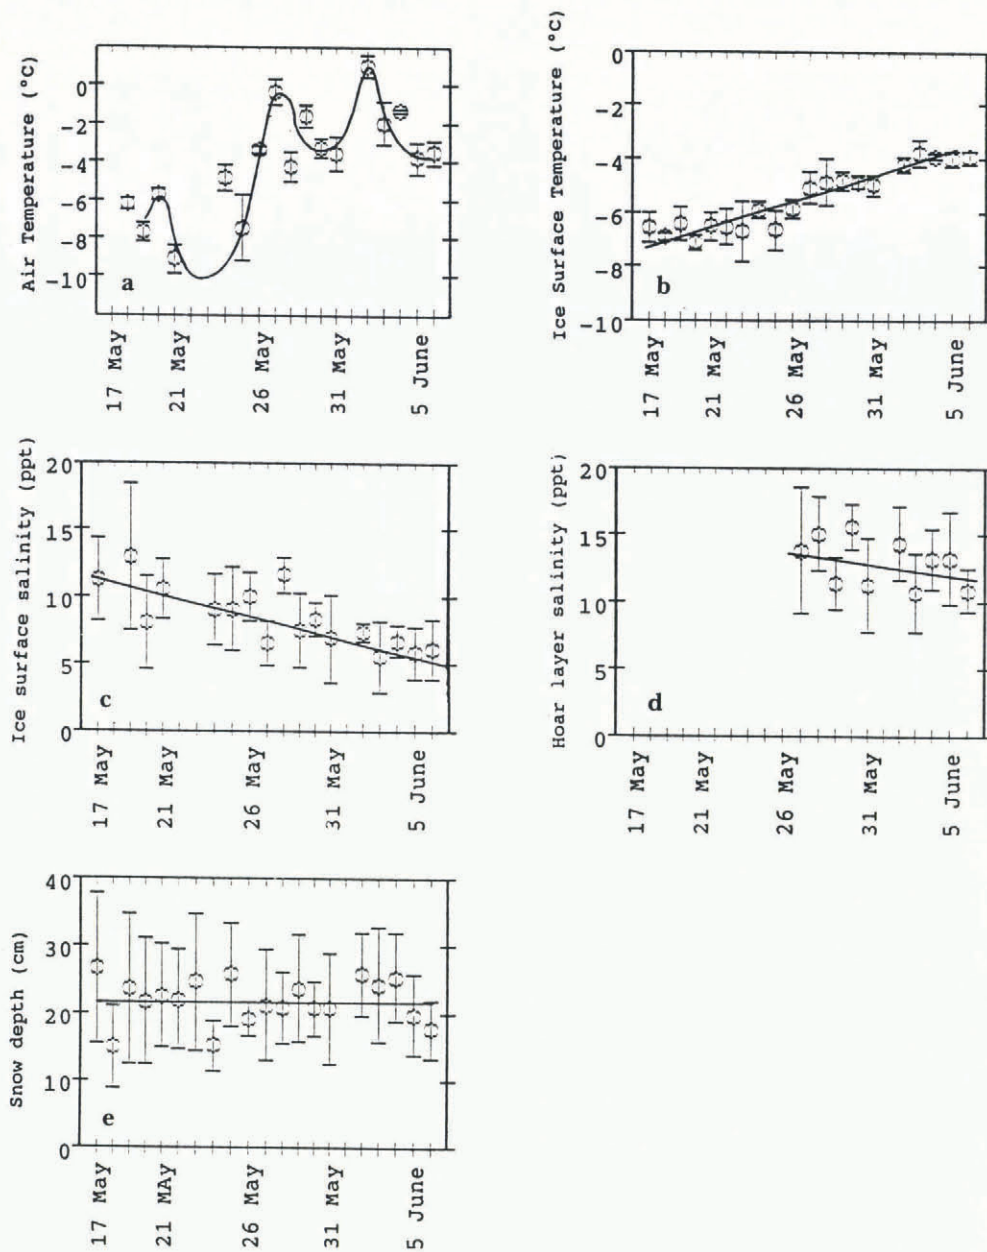 Air Temperature (°C)
0
−2
−4
−6
−8
−10
a
17 May
21 May
26 May
31 May
5 June
Ice Surface Temperature (°C)
0
−2
−4
−6
−8
−10
b
17 May
21 May
26 May
31 May
5 June
Ice surface salinity (ppt)
20
15
10
5
0
c
17 May
21 May
26 May
31 May
5 June
Hoar layer salinity (ppt)
20
15
10
5
0
d
17 May
21 May
26 May
31 May
5 June
Snow depth (cm)
40
30
20
10
0
e
17 May
21 MAy
26 May
31 May
5 June